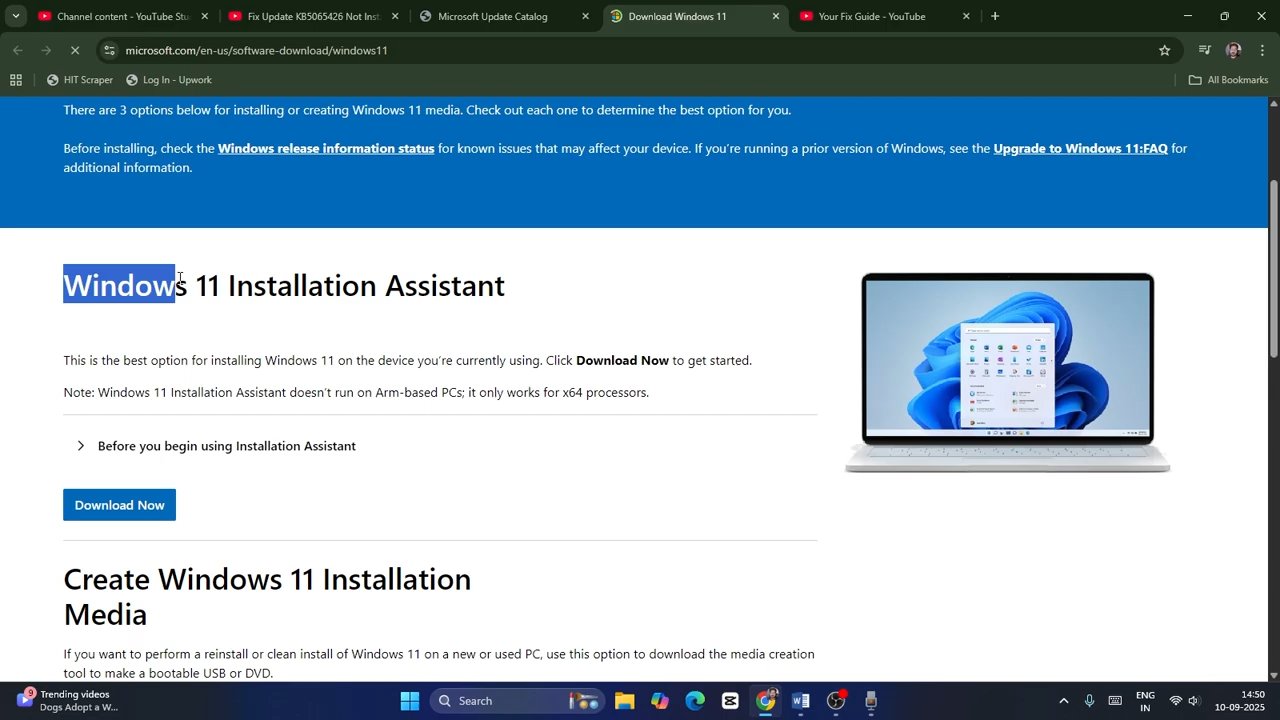 Channel content - YouTube Stu
Fix Update KB5065426 Not Inst
Microsoft Update Catalog
Download Windows 11
Your Fix Guide - YouTube
microsoft.com/en-us/software-download/windows11
HIT Scraper
Log In - Upwork
All Bookmarks
There are 3 options below for installing or creating Windows 11 media. Check out each one to determine the best option for you.
Before installing, check the Windows release information status for known issues that may affect your device. If you're running a prior version of Windows, see the Upgrade to Windows 11:FAQ for
additional information.
Windows 11 Installation Assistant
This is the best option for installing Windows 11 on the device you're currently using. Click Download Now to get started.
Note: Windows 11 Installation Assistant doesn't run on Arm-based PCs; it only works for x64 processors.
Before you begin using Installation Assistant
Download Now
Create Windows 11 Installation
Media
If you want to perform a reinstall or clean install of Windows 11 on a new or used PC, use this option to download the media creation
tool to make a bootable USB or DVD.
9
Trending videos
Dogs Adopt a W...
Search
ENG
IN
14:50
10-09-2025